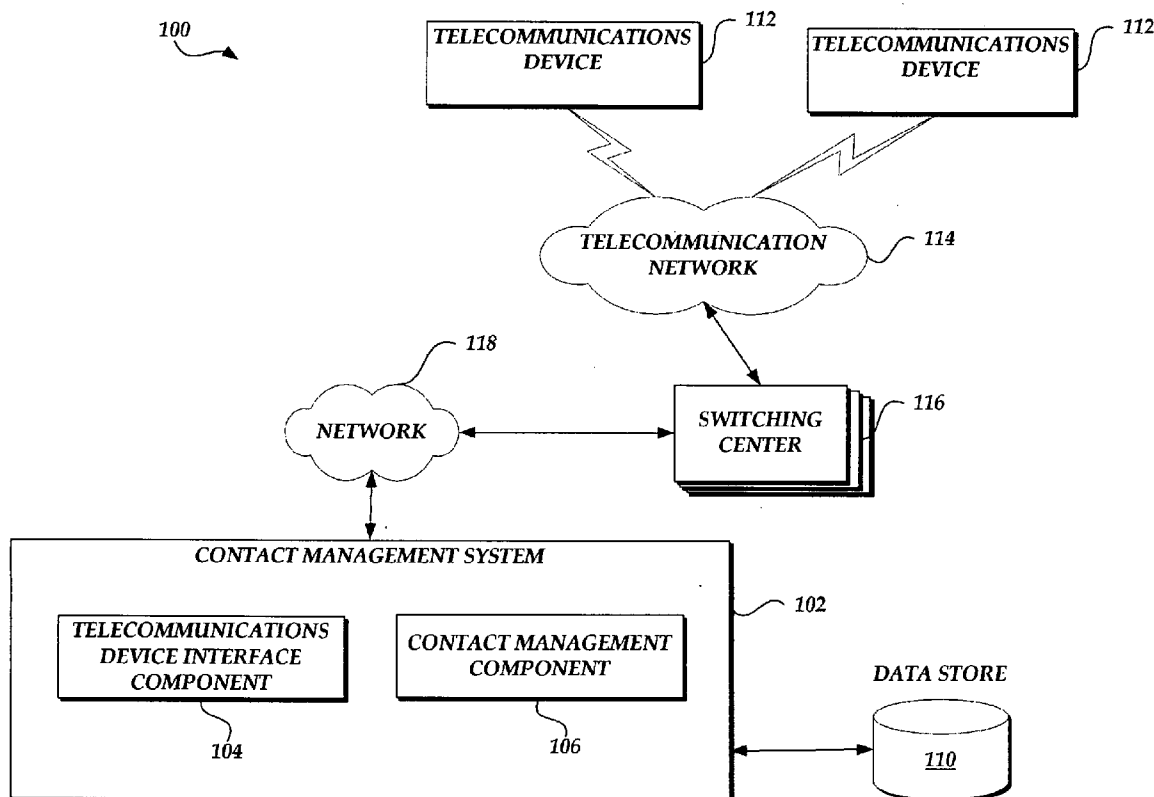 100
TELECOMMUNICATIONS
DEVICE
112
TELECOMMUNICATIONS
DEVICE
112
TELECOMMUNICATION
NETWORK
114
118
NETWORK
SWITCHING
CENTER
116
CONTACT MANAGEMENT SYSTEM
102
TELECOMMUNICATIONS
DEVICE INTERFACE
COMPONENT
104
CONTACT MANAGEMENT
COMPONENT
106
DATA STORE
110